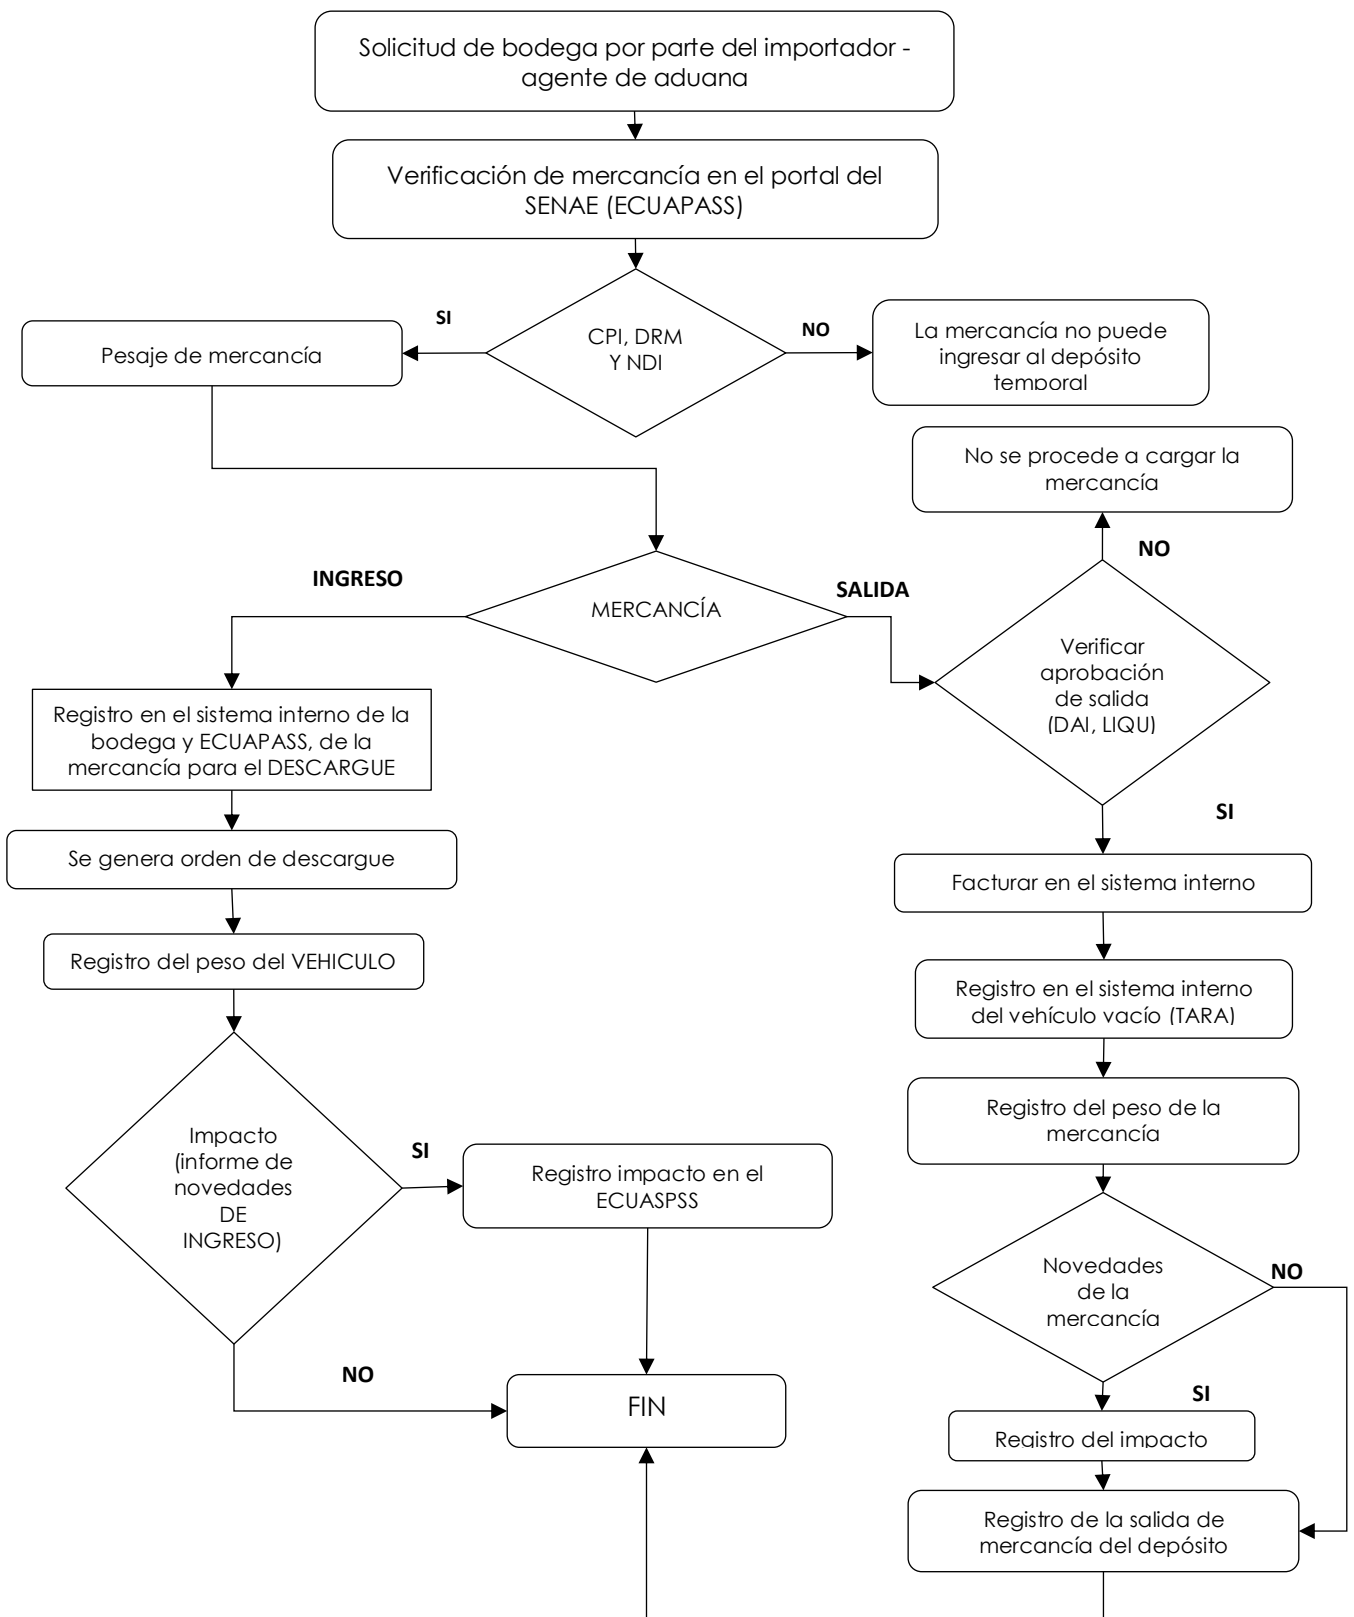 Solicitud de bodega por parte del importador -
agente de aduana
Verificación de mercancía en el portal del
SENAE (ECUAPASS)
SI
CPI, DRM
Y NDI
NO
Pesaje de mercancía
La mercancía no puede
ingresar al depósito
temporal
No se procede a cargar la
mercancía
NO
INGRESO
MERCANCÍA
SALIDA
Verificar
aprobación
de salida
(DAI, LIQU)
SI
Registro en el sistema interno de la
bodega y ECUAPASS, de la
mercancía para el DESCARGUE
Se genera orden de descargue
Registro del peso del VEHICULO
Impacto
(informe de
novedades
DE
INGRESO)
SI
Registro impacto en el
ECUASPSS
NO
FIN
Facturar en el sistema interno
Registro en el sistema interno
del vehículo vacío (TARA)
Registro del peso de la
mercancía
Novedades
de la
mercancía
NO
SI
Registro del impacto
Registro de la salida de
mercancía del depósito